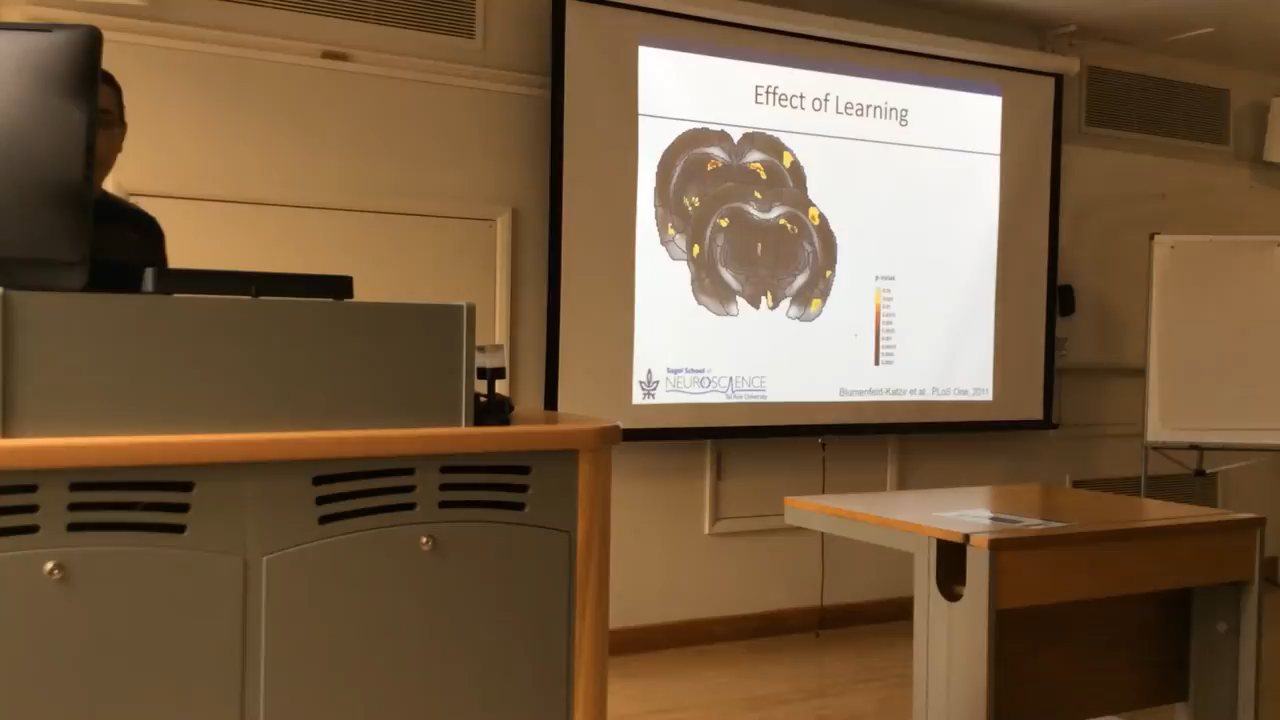 Effect of Learning
Sagol School of
NEUROSCIENCE
Tel Aviv University
Blumenfeld-Katzir et al., PLoS One, 2011